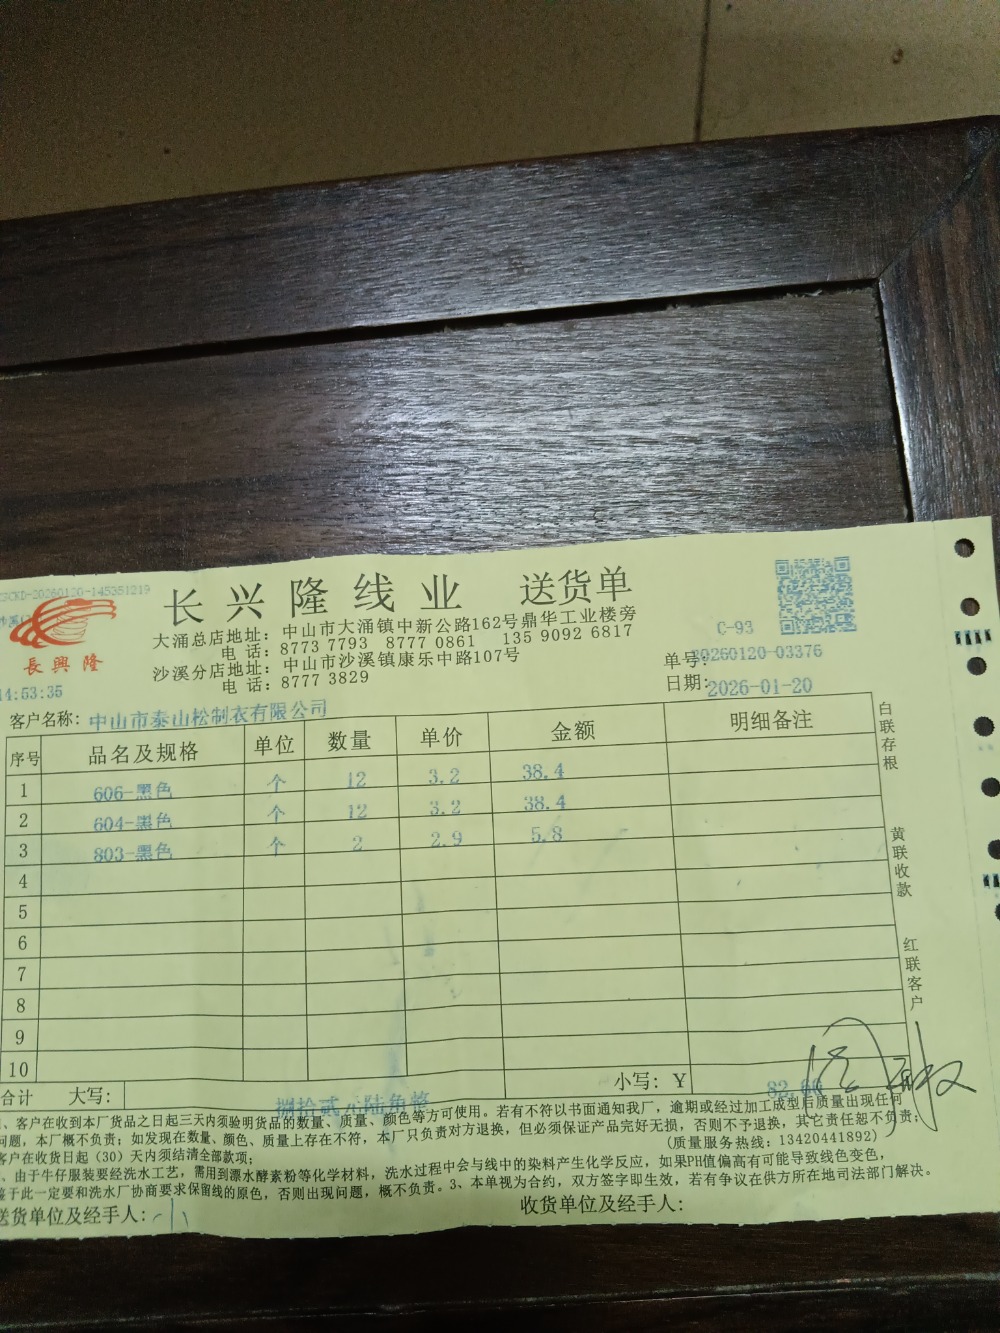 CSCKD-20260120-145351219
長興隆
14:53:35
长兴隆线业 送货单
大涌总店地址：中山市大涌镇中新公路162号鼎华工业楼旁
电 话：8773 7793 8777 0861 135 9092 6817
沙溪分店地址：中山市沙溪镇康乐中路107号
电 话：8777 3829
C-93
单号：20260120-03376
日期：2026-01-20
客户名称：中山市泰山松制衣有限公司
序号 品名及规格 单位 数量 单价 金额 明细备注
1 606-黑色 个 12 3.2 38.4
2 604-黑色 个 12 3.2 38.4
3 803-黑色 个 2 2.9 5.8
4
5
6
7
8
9
10
合计 大写：捌拾贰元陆角整 小写：￥ 82.60
白联存根
黄联收款
红联客户
、客户在收到本厂货品之日起三天内须验明货品的数量、质量、颜色等方可使用。若有不符以书面通知我厂，逾期或经过加工成型后质量出现任何
问题，本厂概不负责；如发现在数量、颜色、质量上存在不符，本厂只负责对方退换，但必须保证产品完好无损，否则不予退换，其它责任恕不负责；
客户在收货日起（30）天内须结清全部款项； （质量服务热线：13420441892）
、由于牛仔服装要经洗水工艺，需用到漂水酵素粉等化学材料，洗水过程中会与线中的染料产生化学反应，如果PH值偏高有可能导致线色变色，
鉴于此一定要和洗水厂协商要求保留线的原色，否则出现问题，概不负责。3、本单视为合约，双方签字即生效，若有争议在供方所在地司法部门解决。
送货单位及经手人： 收货单位及经手人：